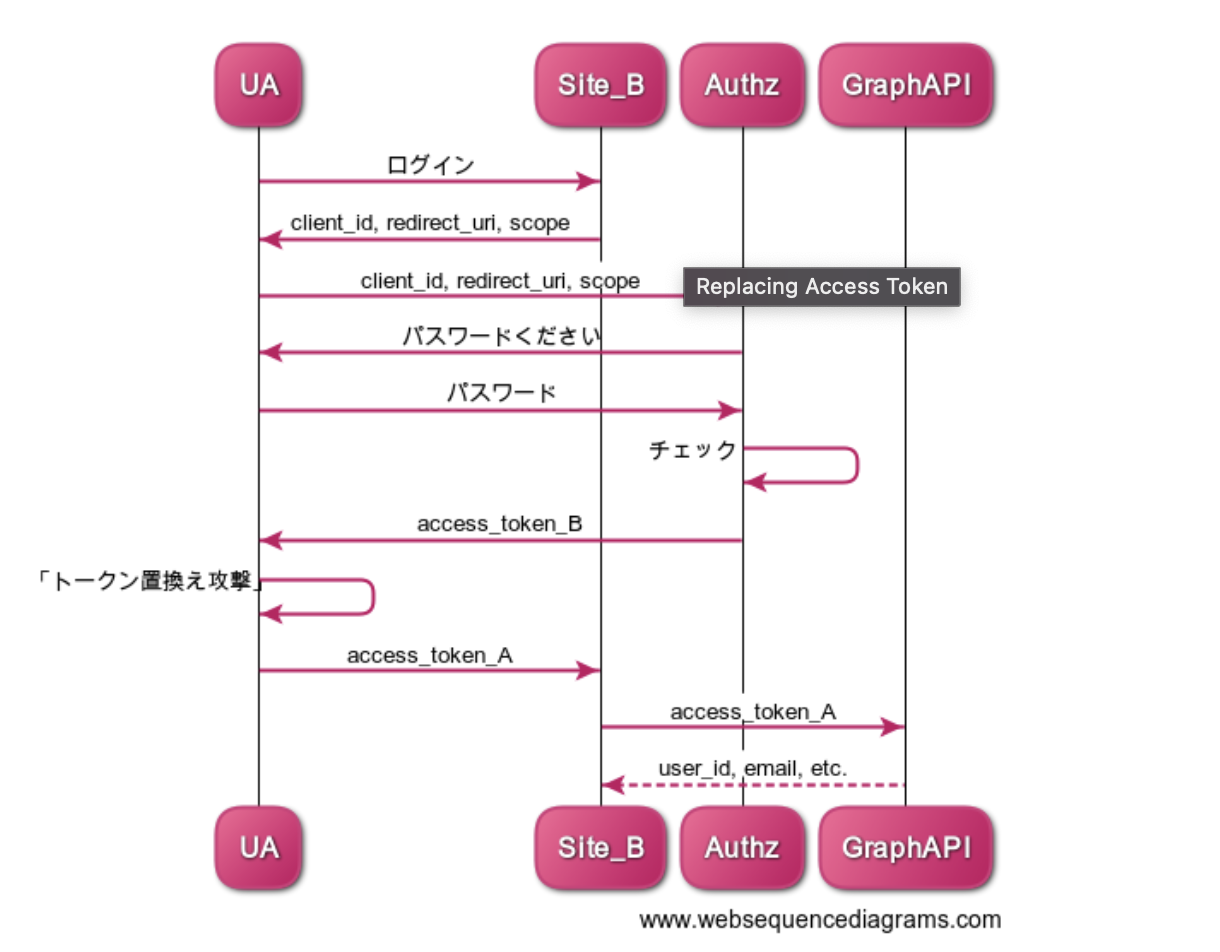 UA Site_B Authz GraphAPI
ログイン
client_id, redirect_uri, scope
client_id, redirect_uri, scope
Replacing Access Token
パスワードください
パスワード
チェック
access_token_B
「トークン置換え攻撃」
access_token_A
access_token_A
user_id, email, etc.
UA Site_B Authz GraphAPI
www.websequencediagrams.com